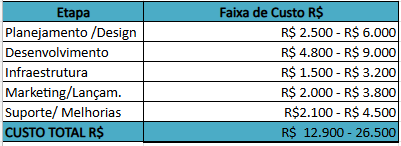 Etapa Faixa de Custo R$
Planejamento /Design R$ 2.500 - R$ 6.000
Desenvolvimento R$ 4.800 - R$ 9.000
Infraestrutura R$ 1.500 - R$ 3.200
Marketing/Lançam. R$ 2.000 - R$ 3.800
Suporte/ Melhorias R$2.100 - R$ 4.500
CUSTO TOTAL R$ R$ 12.900 - 26.500